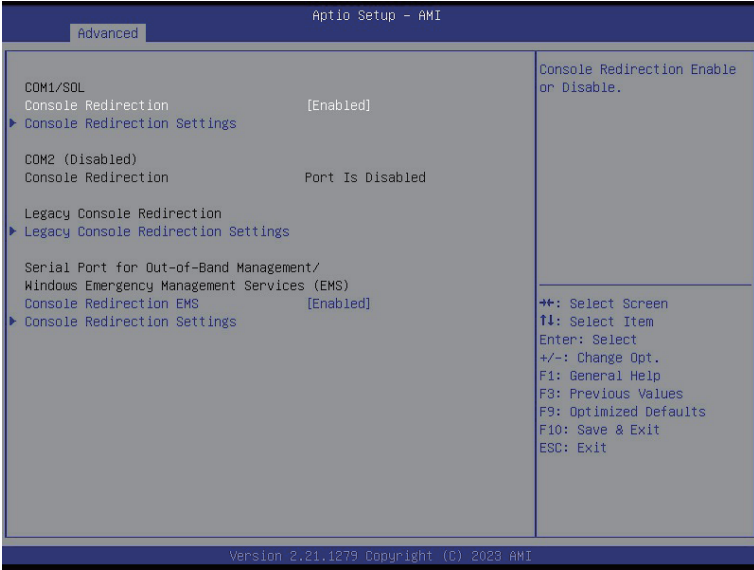 Aptio Setup – AMI
Advanced
COM1/SOL
Console Redirection [Enabled]
▶ Console Redirection Settings
COM2 (Disabled)
Console Redirection Port Is Disabled
Legacy Console Redirection
▶ Legacy Console Redirection Settings
Serial Port for Out-of-Band Management/
Windows Emergency Management Services (EMS)
Console Redirection EMS [Enabled]
▶ Console Redirection Settings
Console Redirection Enable
or Disable.
→←: Select Screen
↑↓: Select Item
Enter: Select
+/-: Change Opt.
F1: General Help
F3: Previous Values
F9: Optimized Defaults
F10: Save & Exit
ESC: Exit
Version 2.21.1279 Copyright (C) 2023 AMI